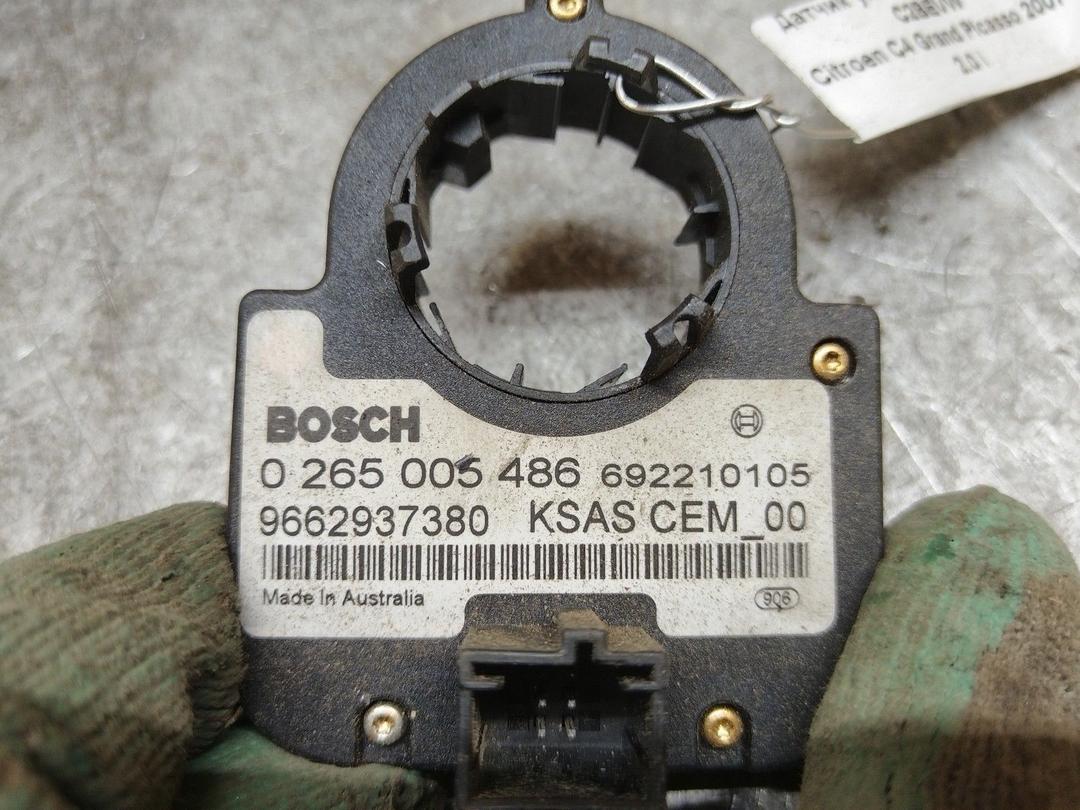 Датчик
Citroen C4 Grand Picasso 2007
2.0 i
BOSCH
0 265 005 486 692210105
9662937380 KSAS CEM_00
Made In Australia 906